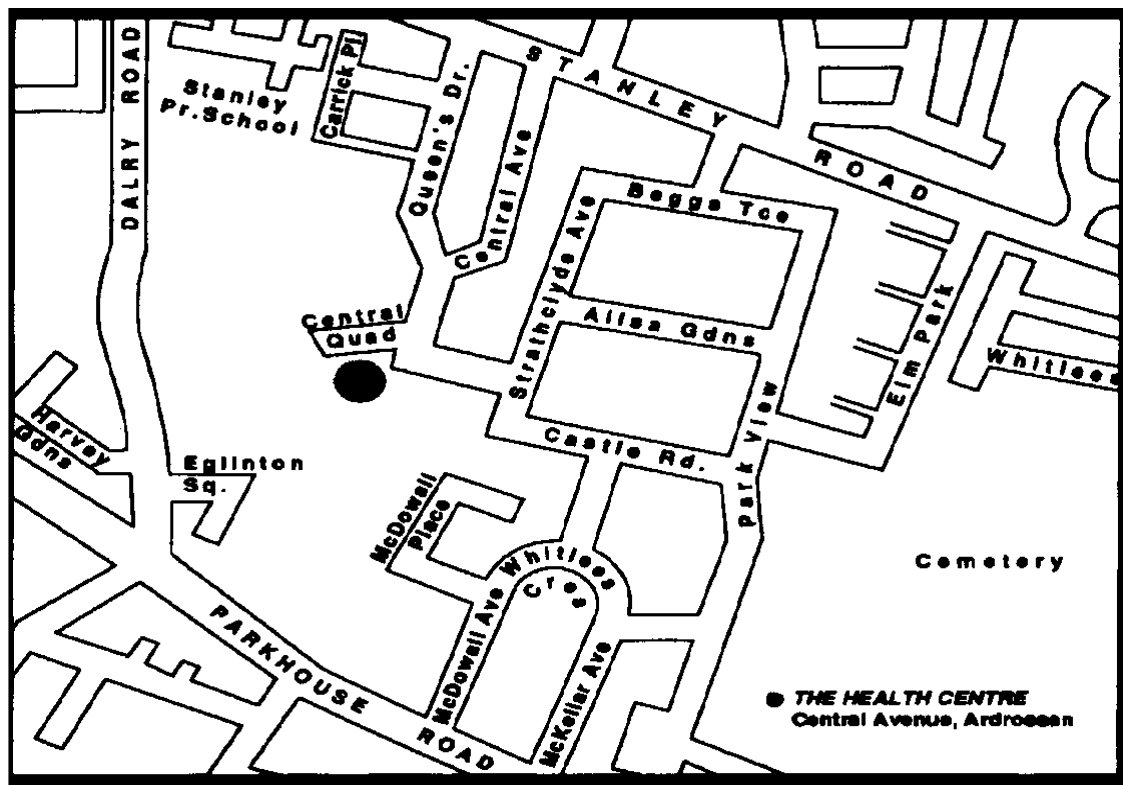 STANLEY ROAD
DALRY ROAD
Stanley
Pr. School
Carrick Pl
Queen's Dr.
Central Ave
Beggs Tce
Strathclyde Ave
Ailsa Gdns
Elm Park
Whitlees
Central
Quad
Castle Rd.
Park View
Harvey
Gdns
Eglinton
Sq.
McDowall
Place
Whitlees
Cres
Cemetery
McDowall Ave
McKellar Ave
PARKHOUSE ROAD
THE HEALTH CENTRE
Central Avenue, Ardrossan